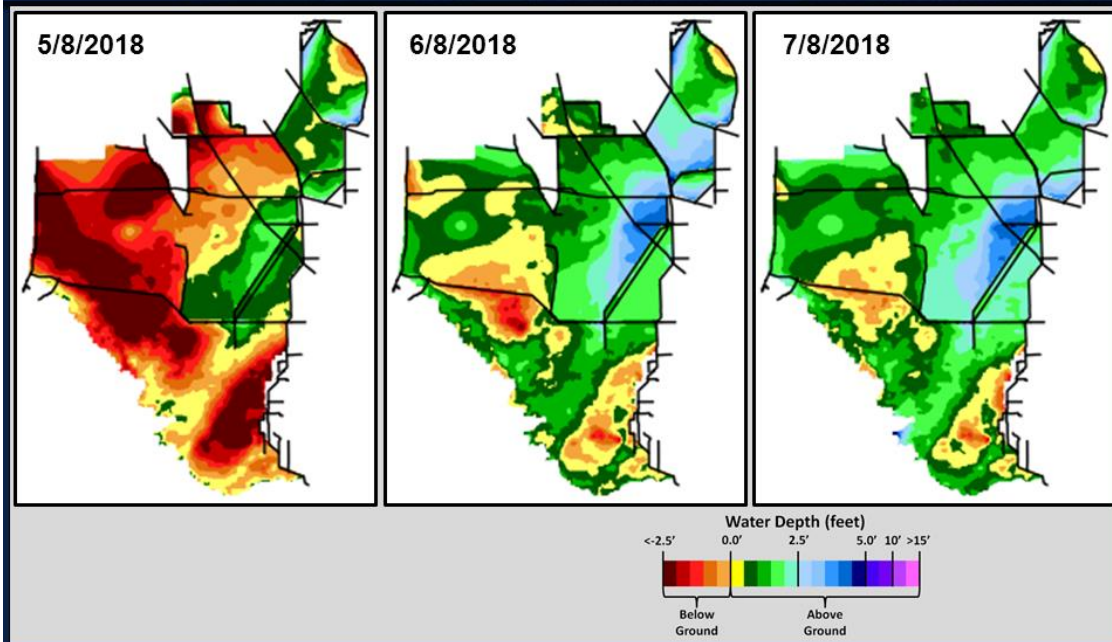 5/8/2018
6/8/2018
7/8/2018
Water Depth (feet)
<-2.5' 0.0' 2.5' 5.0' 10' >15'
Below Ground
Above Ground